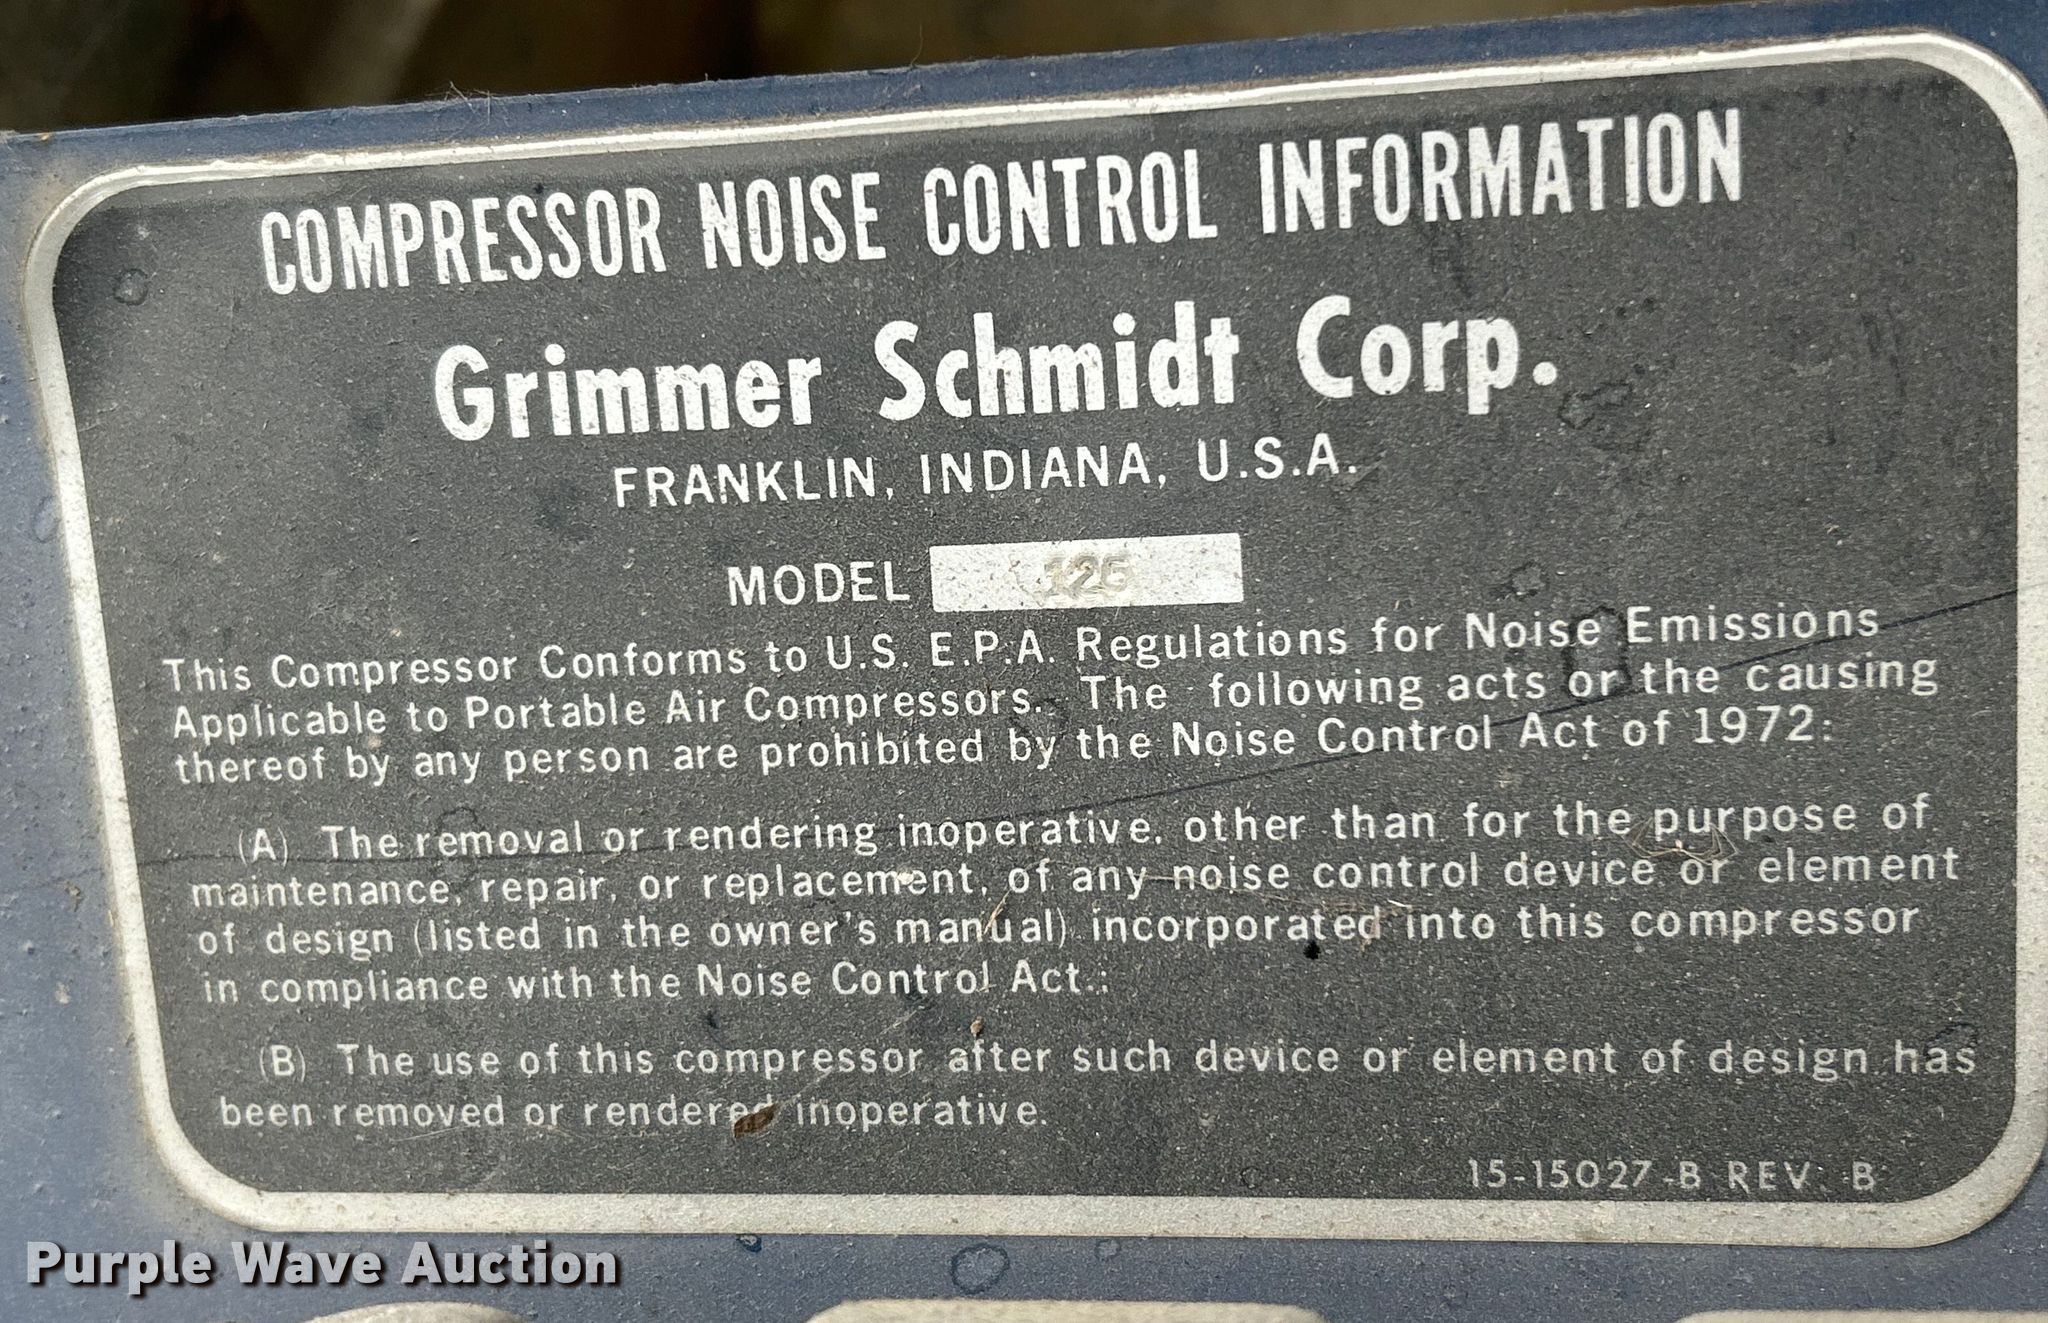 COMPRESSOR NOISE CONTROL INFORMATION
Grimmer Schmidt Corp.
FRANKLIN, INDIANA, U.S.A.
MODEL 125
This Compressor Conforms to U.S. E.P.A. Regulations for Noise Emissions
Applicable to Portable Air Compressors. The following acts or the causing
thereof by any person are prohibited by the Noise Control Act of 1972:
(A) The removal or rendering inoperative, other than for the purpose of
maintenance, repair, or replacement, of any noise control device or element
of design (listed in the owner's manual) incorporated into this compressor
in compliance with the Noise Control Act.;
(B) The use of this compressor after such device or element of design has
been removed or rendered inoperative.
15-15027-B REV. B
Purple Wave Auction